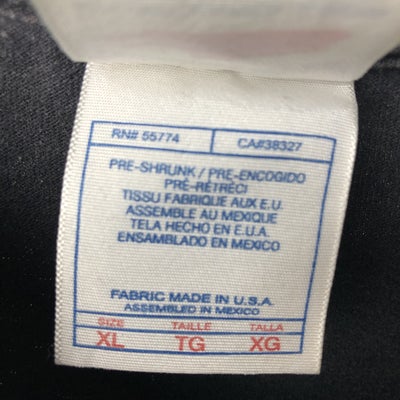 RN# 55774 CA#38327
PRE-SHRUNK / PRE-ENCOGIDO
PRÉ-RÉTRÉCI
TISSU FABRIQUE AUX E.U.
ASSEMBLE AU MEXIQUE
TELA HECHO EN E.U.A.
ENSAMBLADO EN MEXICO
FABRIC MADE IN U.S.A.
ASSEMBLED IN MEXICO
SIZE TAILLE TALLA
XL TG XG